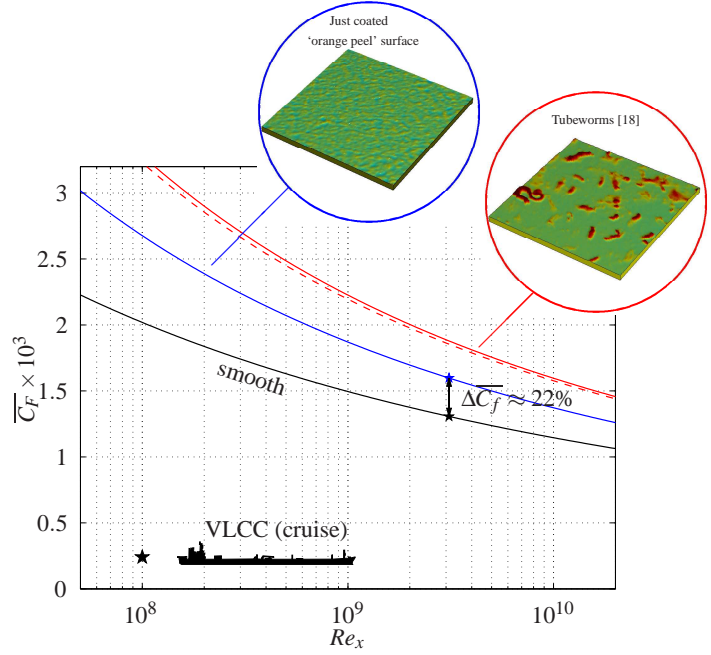 Just coated
‘orange peel’ surface
Tubeworms [18]
3
2.5
2
1.5
1
0.5
0
C_F × 10^3
smooth
ΔC_f ≈ 22%
VLCC (cruise)
10^8
10^9
10^10
Re_x